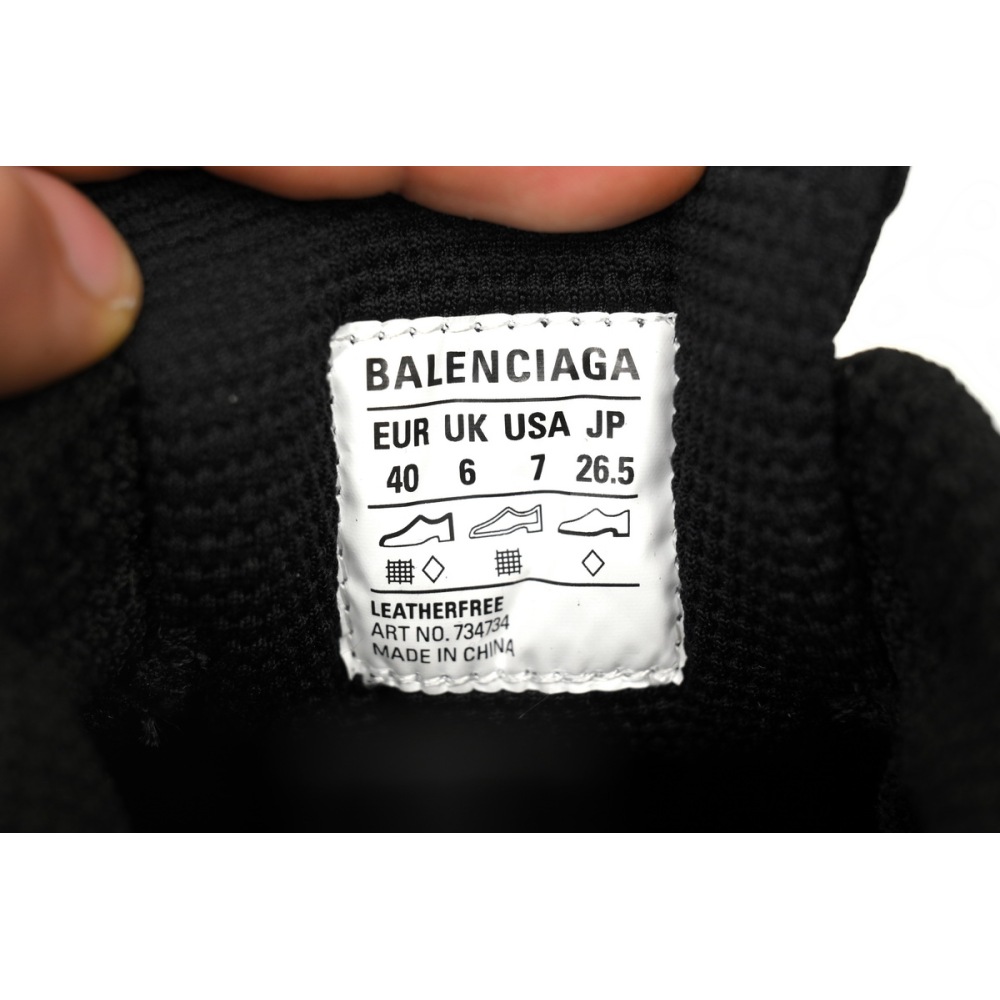 BALENCIAGA
EUR UK USA JP
40 6 7 26.5
LEATHERFREE
ART NO. 734734
MADE IN CHINA